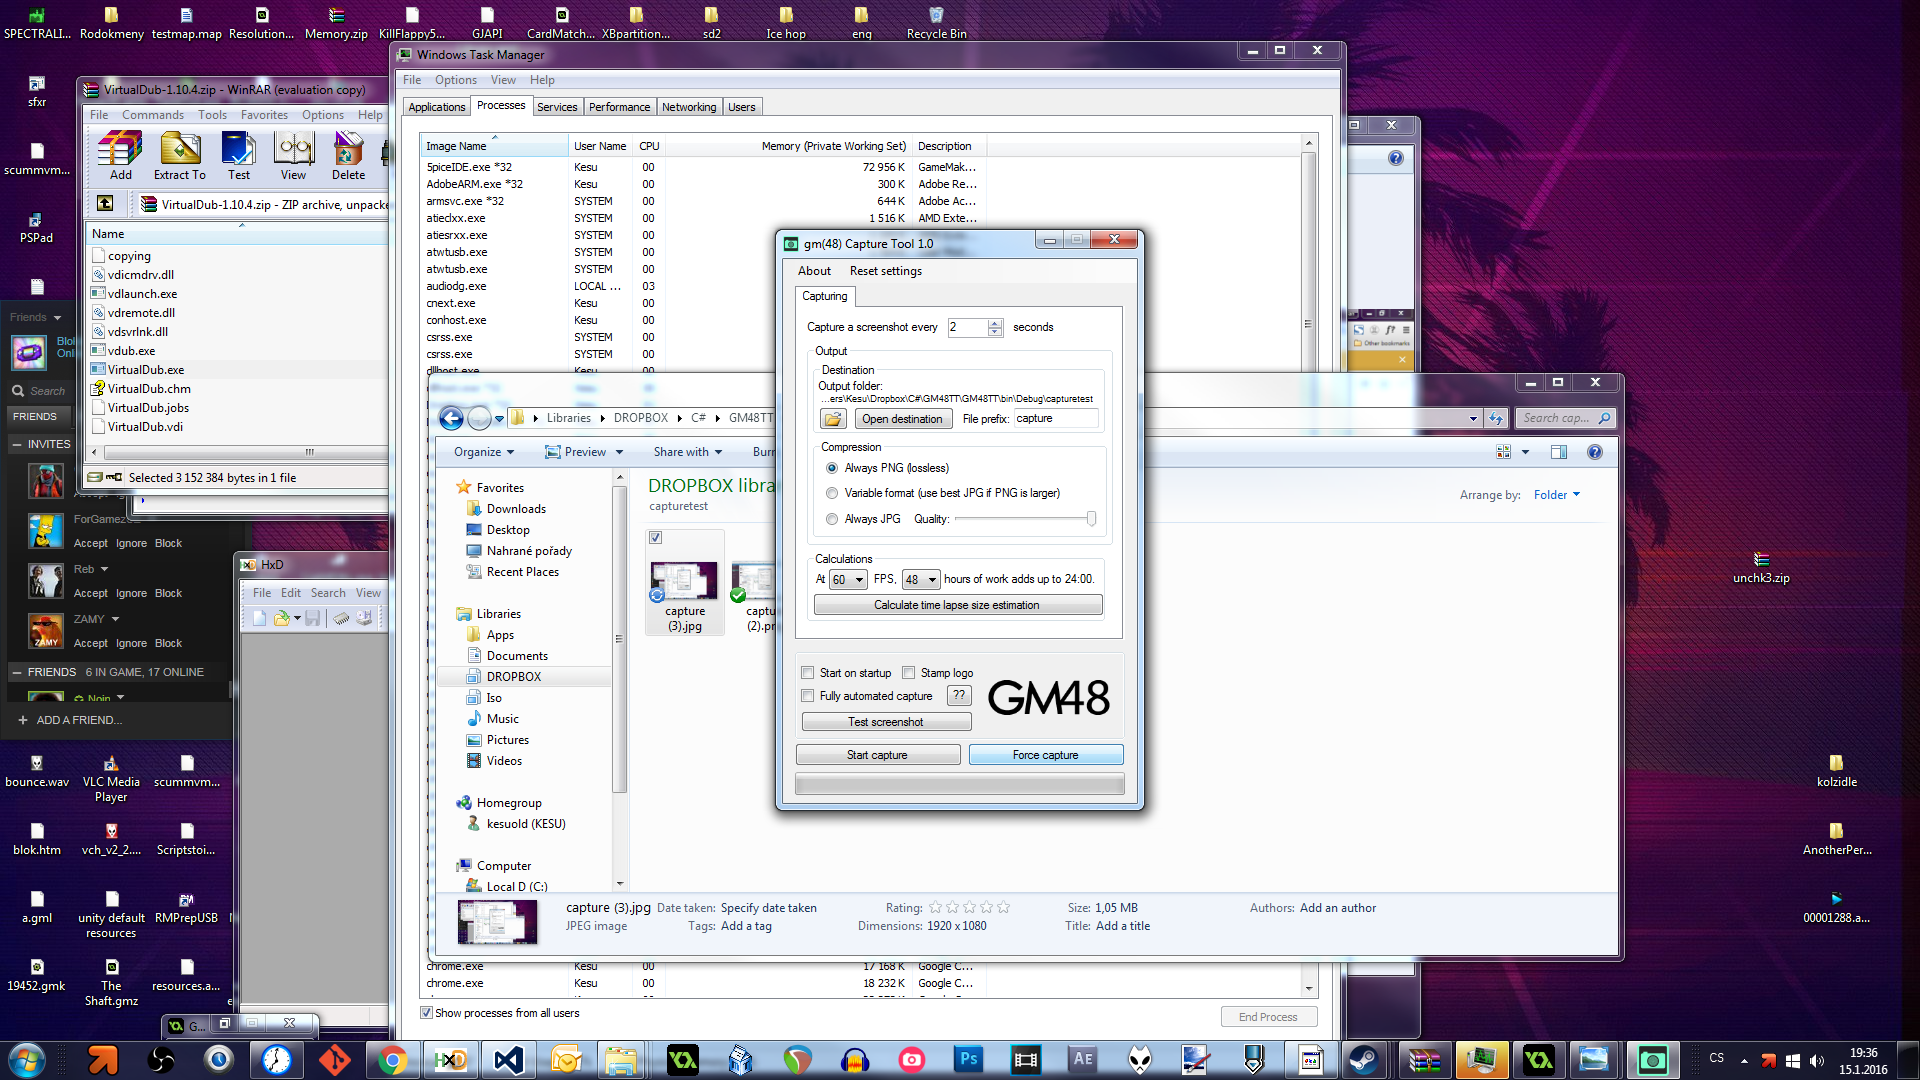 SPECTRALI...
Rodokmeny
testmap.map
Resolution...
Memory.zip
KillFlappy5...
GJAPI
CardMatch...
XBpartition...
sd2
Ice hop
enq
Recycle Bin
sfxr
scummvm...
PSPad
VirtualDub-1.10.4.zip - WinRAR (evaluation copy)
File Commands Tools Favorites Options Help
Add Extract To Test View Delete
VirtualDub-1.10.4.zip - ZIP archive, unpacke
Name
copying
vdicmdrv.dll
vdlaunch.exe
vdremote.dll
vdsvrlnk.dll
vdub.exe
VirtualDub.exe
VirtualDub.chm
VirtualDub.jobs
VirtualDub.vdi
Selected 3 152 384 bytes in 1 file
Friends
Blo
Onl
Search
FRIENDS
INVITES
ForGamez
Accept Ignore Block
Reb
Accept Ignore Block
ZAMY
ZAMY
Accept Ignore Block
FRIENDS 6 IN GAME, 17 ONLINE
Noin
ADD A FRIEND...
HxD
File Edit Search View
Windows Task Manager
File Options View Help
Applications Processes Services Performance Networking Users
Image Name User Name CPU Memory (Private Working Set) Description
5piceIDE.exe *32 Kesu 00 72 956 K GameMak...
AdobeARM.exe *32 Kesu 00 300 K Adobe Re...
armsvc.exe *32 SYSTEM 00 644 K Adobe Ac...
atieclxx.exe SYSTEM 00 1 516 K AMD Exte...
atiesrxx.exe SYSTEM 00
atwtusb.exe SYSTEM 00
atwtusb.exe SYSTEM 00
audiodg.exe LOCAL ... 03
cnext.exe Kesu 00
conhost.exe Kesu 00
csrss.exe SYSTEM 00
csrss.exe SYSTEM 00
dllhost.exe Kesu 00
chrome.exe Kesu 00 17 168 K Google C...
chrome.exe Kesu 00 18 232 K Google C...
Show processes from all users
End Process
Other bookmarks
Libraries DROPBOX C# GM48TT
Search cap...
Organize Preview Share with Burn
Favorites
Downloads
Desktop
Nahrané pořady
Recent Places
Libraries
Apps
Documents
DROPBOX
Iso
Music
Pictures
Videos
Homegroup
kesuold (KESU)
Computer
Local D (C:)
DROPBOX libra
capturetest
Arrange by: Folder
capture
(3).jpg
captu
(2).pr
capture (3).jpg Date taken: Specify date taken Rating: Size: 1,05 MB Authors: Add an author
JPEG image Tags: Add a tag Dimensions: 1920 x 1080 Title: Add a title
gm(48) Capture Tool 1.0
About Reset settings
Capturing
Capture a screenshot every 2 seconds
Output
Destination
Output folder:
...ers\Kesu\Dropbox\C#\GM48TT\GM48TT\bin\Debug\capturetest
Open destination File prefix: capture
Compression
Always PNG (lossless)
Variable format (use best JPG if PNG is larger)
Always JPG Quality:
Calculations
At 60 FPS, 48 hours of work adds up to 24:00.
Calculate time lapse size estimation
Start on startup Stamp logo
Fully automated capture ??
Test screenshot
GM48
Start capture Force capture
unchk3.zip
kolzidle
AnotherPer...
00001288.a...
bounce.wav
VLC Media
Player
scummvm...
blok.htm
vch_v2_2....
Scriptstoi...
a.gml
unity default
resources
RMPrepUSB
19452.gmk
The
Shaft.gmz
resources.a...
G...
Ps
AE
CS
19:36
15.1.2016